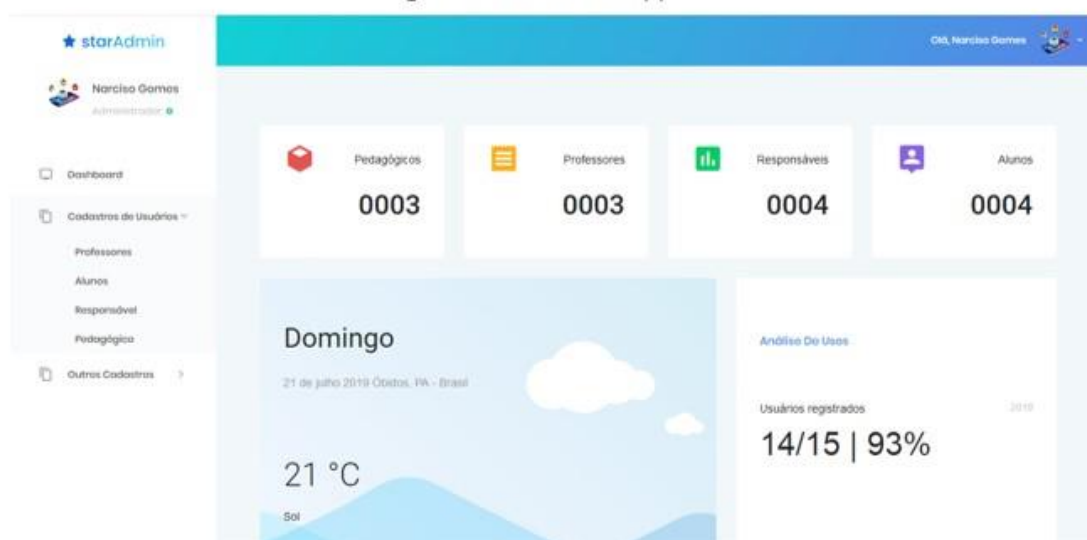 starAdmin
Olá, Narciso Gomes
Narciso Gomes
Administrador
Pedagógicos
0003
Professores
0003
Responsáveis
0004
Alunos
0004
Dashboard
Cadastros de Usuários
Professores
Alunos
Responsável
Pedagógico
Outros Cadastros
Domingo
21 de julho 2019 Óbidos, PA - Brasil
21 °C
Sol
Análise De Usos
Usuários registrados
2019
14/15 | 93%